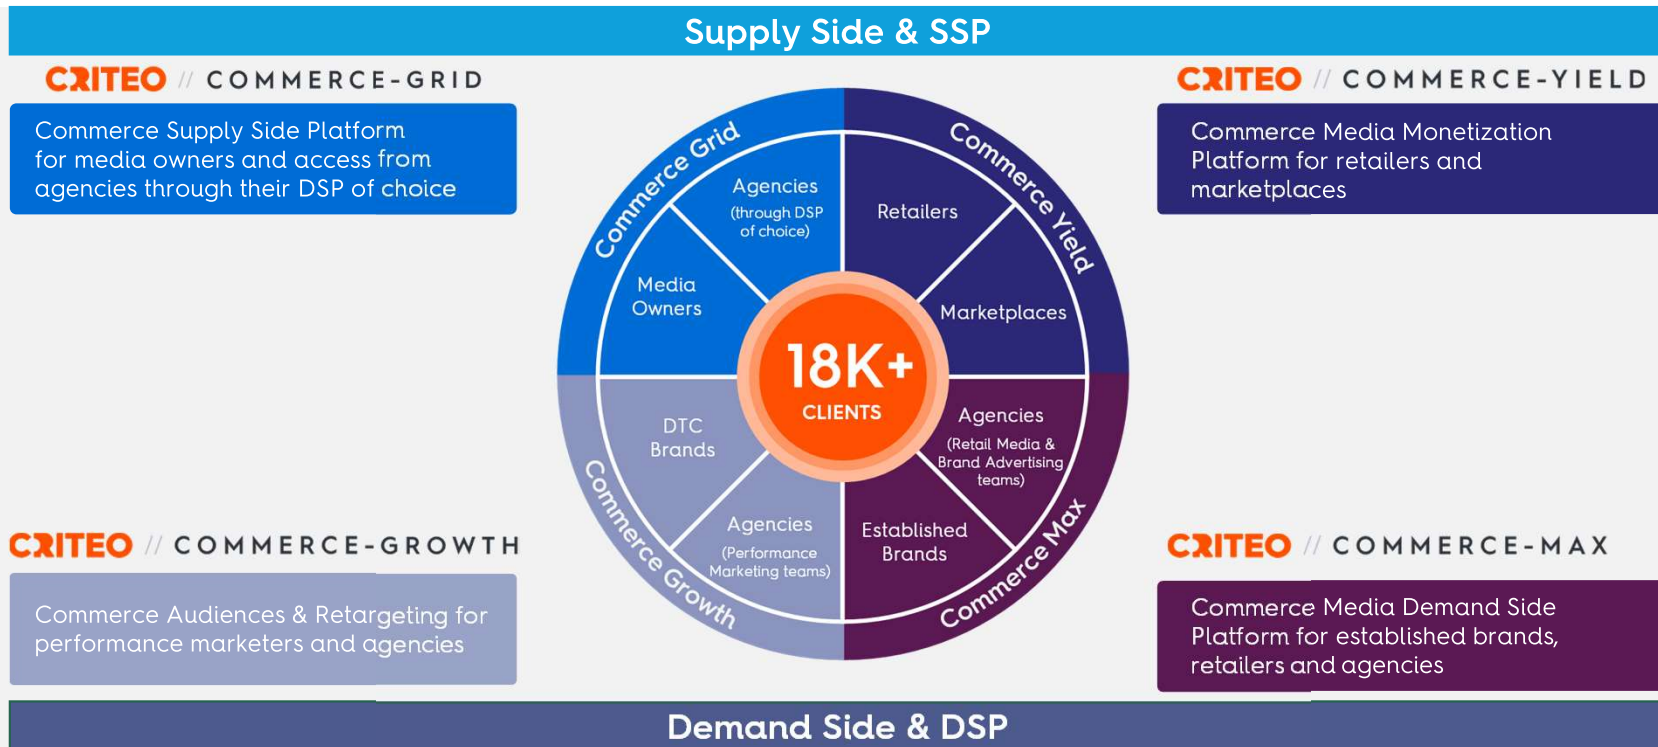 Supply Side & SSP
CRITEO // COMMERCE-GRID
Commerce Supply Side Platform
for media owners and access from
agencies through their DSP of choice
CRITEO // COMMERCE-YIELD
Commerce Media Monetization
Platform for retailers and
marketplaces
Commerce Grid
Agencies
(through DSP
of choice)
Media
Owners
Commerce Yield
Retailers
Marketplaces
18K+
CLIENTS
DTC
Brands
Agencies
(Performance
Marketing teams)
Commerce Growth
Agencies
(Retail Media &
Brand Advertising
teams)
Established
Brands
Commerce Max
CRITEO // COMMERCE-GROWTH
Commerce Audiences & Retargeting for
performance marketers and agencies
CRITEO // COMMERCE-MAX
Commerce Media Demand Side
Platform for established brands,
retailers and agencies
Demand Side & DSP